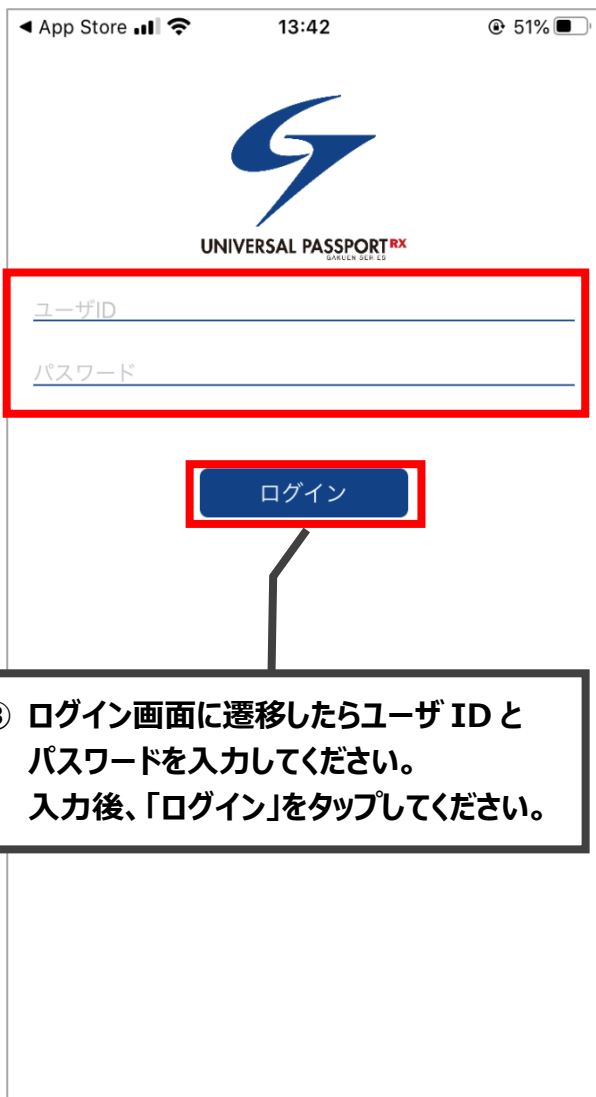 ◀ App Store
13:42
51%
UNIVERSAL PASSPORT RX
GAKUEN SERIES
ユーザID
パスワード
ログイン
ログイン画面に遷移したらユーザ ID と
パスワードを入力してください。
入力後、「ログイン」をタップしてください。